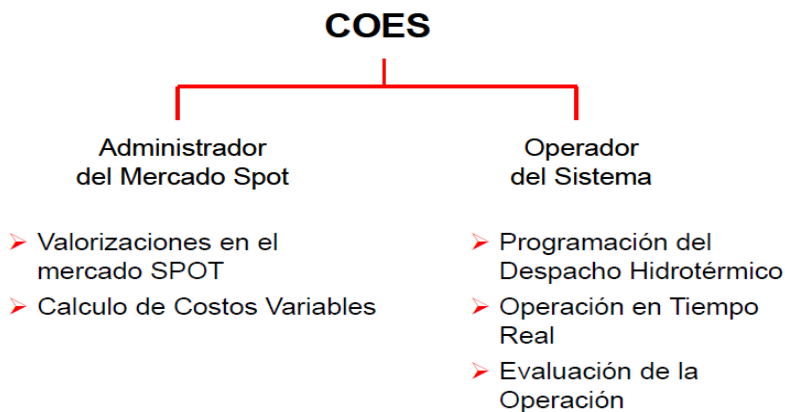 COES
Administrador
del Mercado Spot
Valorizaciones en el
mercado SPOT
Calculo de Costos Variables
Operador
del Sistema
Programación del
Despacho Hidrotérmico
Operación en Tiempo
Real
Evaluación de la
Operación